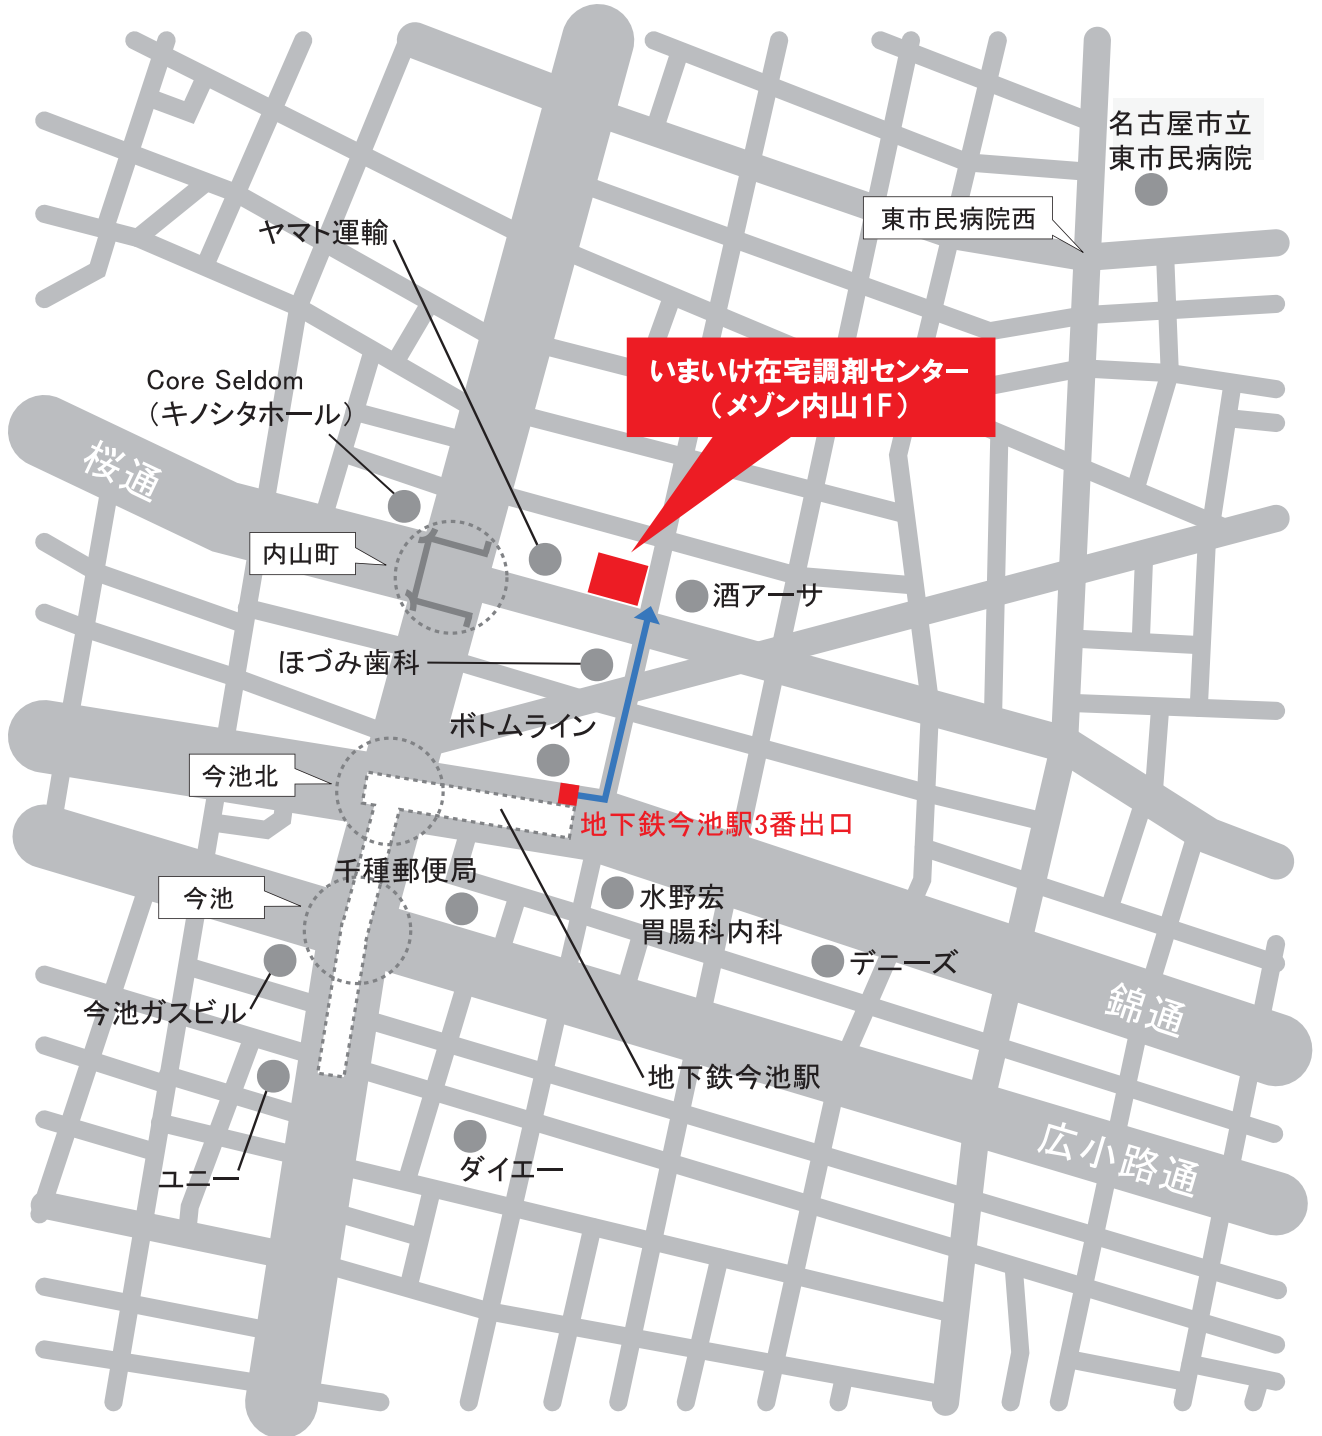 名古屋市立
東市民病院
東市民病院西
ヤマト運輸
いまいけ在宅調剤センター
（メゾン内山1F）
Core Seldom
（キノシタホール）
桜通
内山町
酒アーサ
ほづみ歯科
ボトムライン
今池北
地下鉄今池駅3番出口
千種郵便局
今池
水野宏
胃腸科内科
デニーズ
今池ガスビル
錦通
地下鉄今池駅
広小路通
ダイエー
ユニー